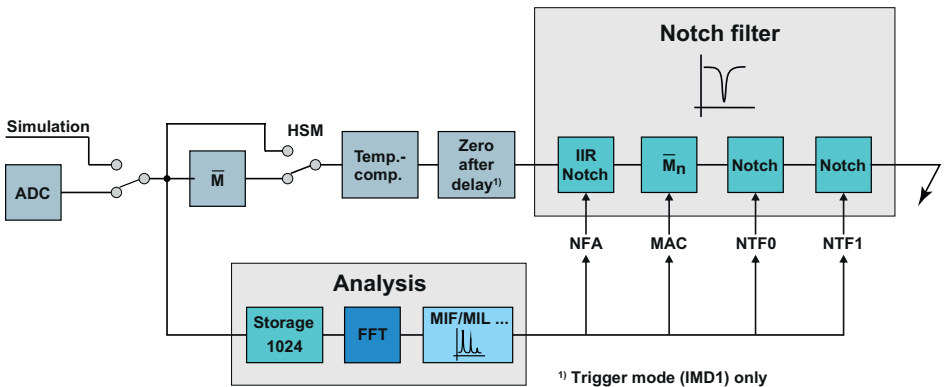 Notch filter
Simulation
HSM
ADC
M̅
Temp.-
comp.
Zero
after
delay¹⁾
IIR
Notch
M̅n
Notch
Notch
NFA
MAC
NTF0
NTF1
Analysis
Storage
1024
FFT
MIF/MIL ...
¹⁾ Trigger mode (IMD1) only